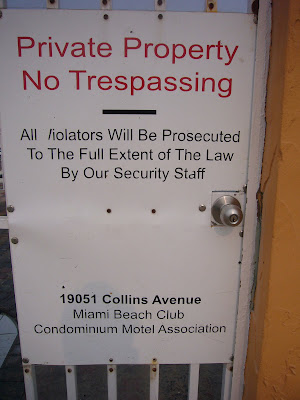 Private Property
No Trespassing
All Violators Will Be Prosecuted
To The Full Extent of The Law
By Our Security Staff
19051 Collins Avenue
Miami Beach Club
Condominium Motel Association